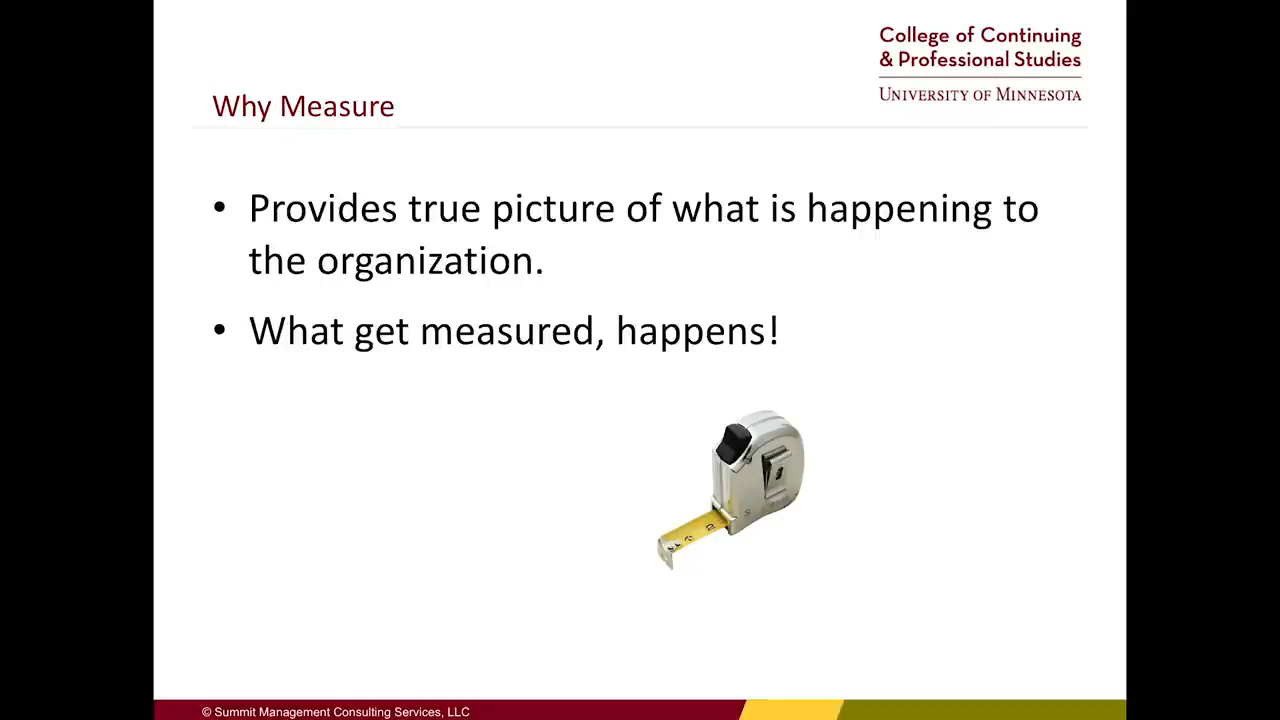 College of Continuing
& Professional Studies
UNIVERSITY OF MINNESOTA
Why Measure
• Provides true picture of what is happening to
the organization.
• What get measured, happens!
© Summit Management Consulting Services, LLC